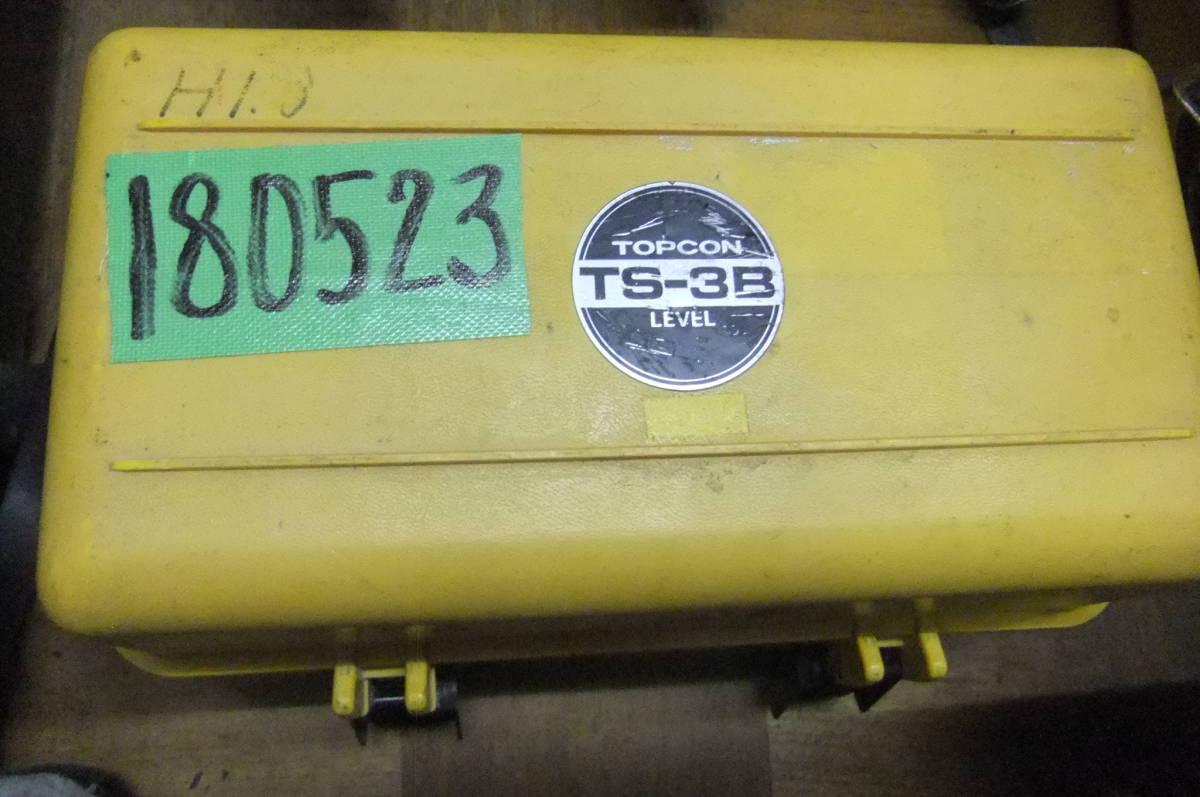 H1.3
180523
TOPCON
TS-3B
LEVEL